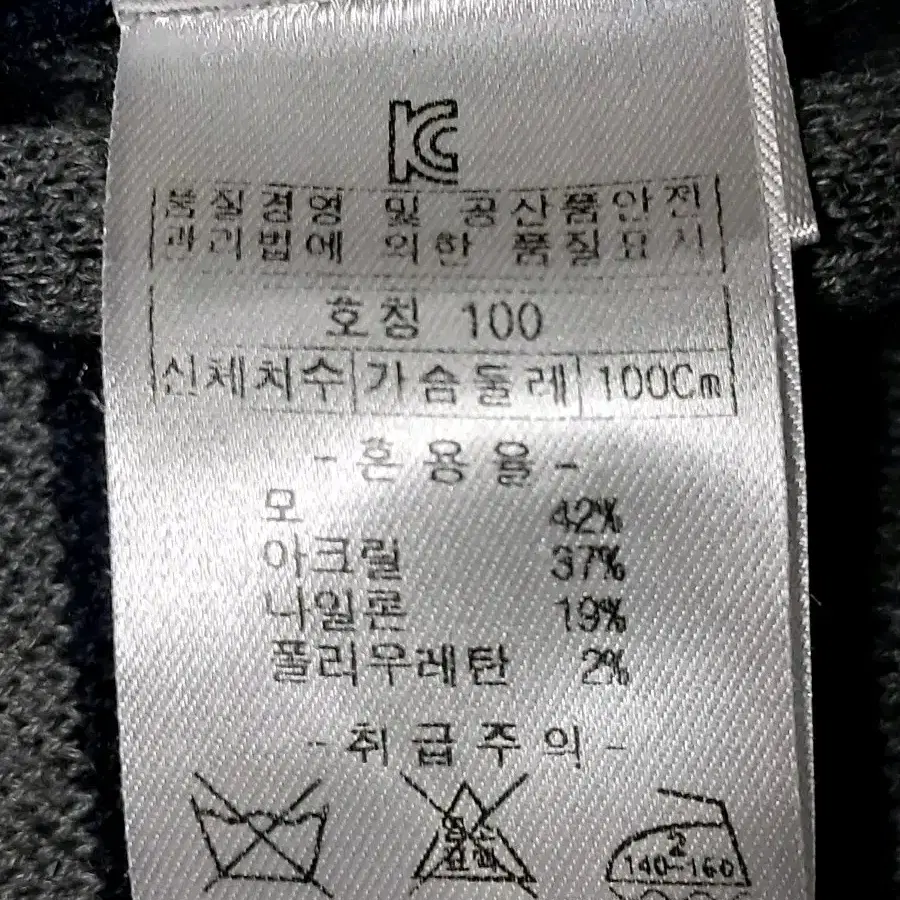 KC
품질경영 및 공산품안전
관리법에 의한 품질표시
호칭 100
신체치수 가슴둘레 100Cm
- 혼용율 -
모 42%
아크릴 37%
나일론 19%
폴리우레탄 2%
- 취급주의 -
염소
표백
2
140~160